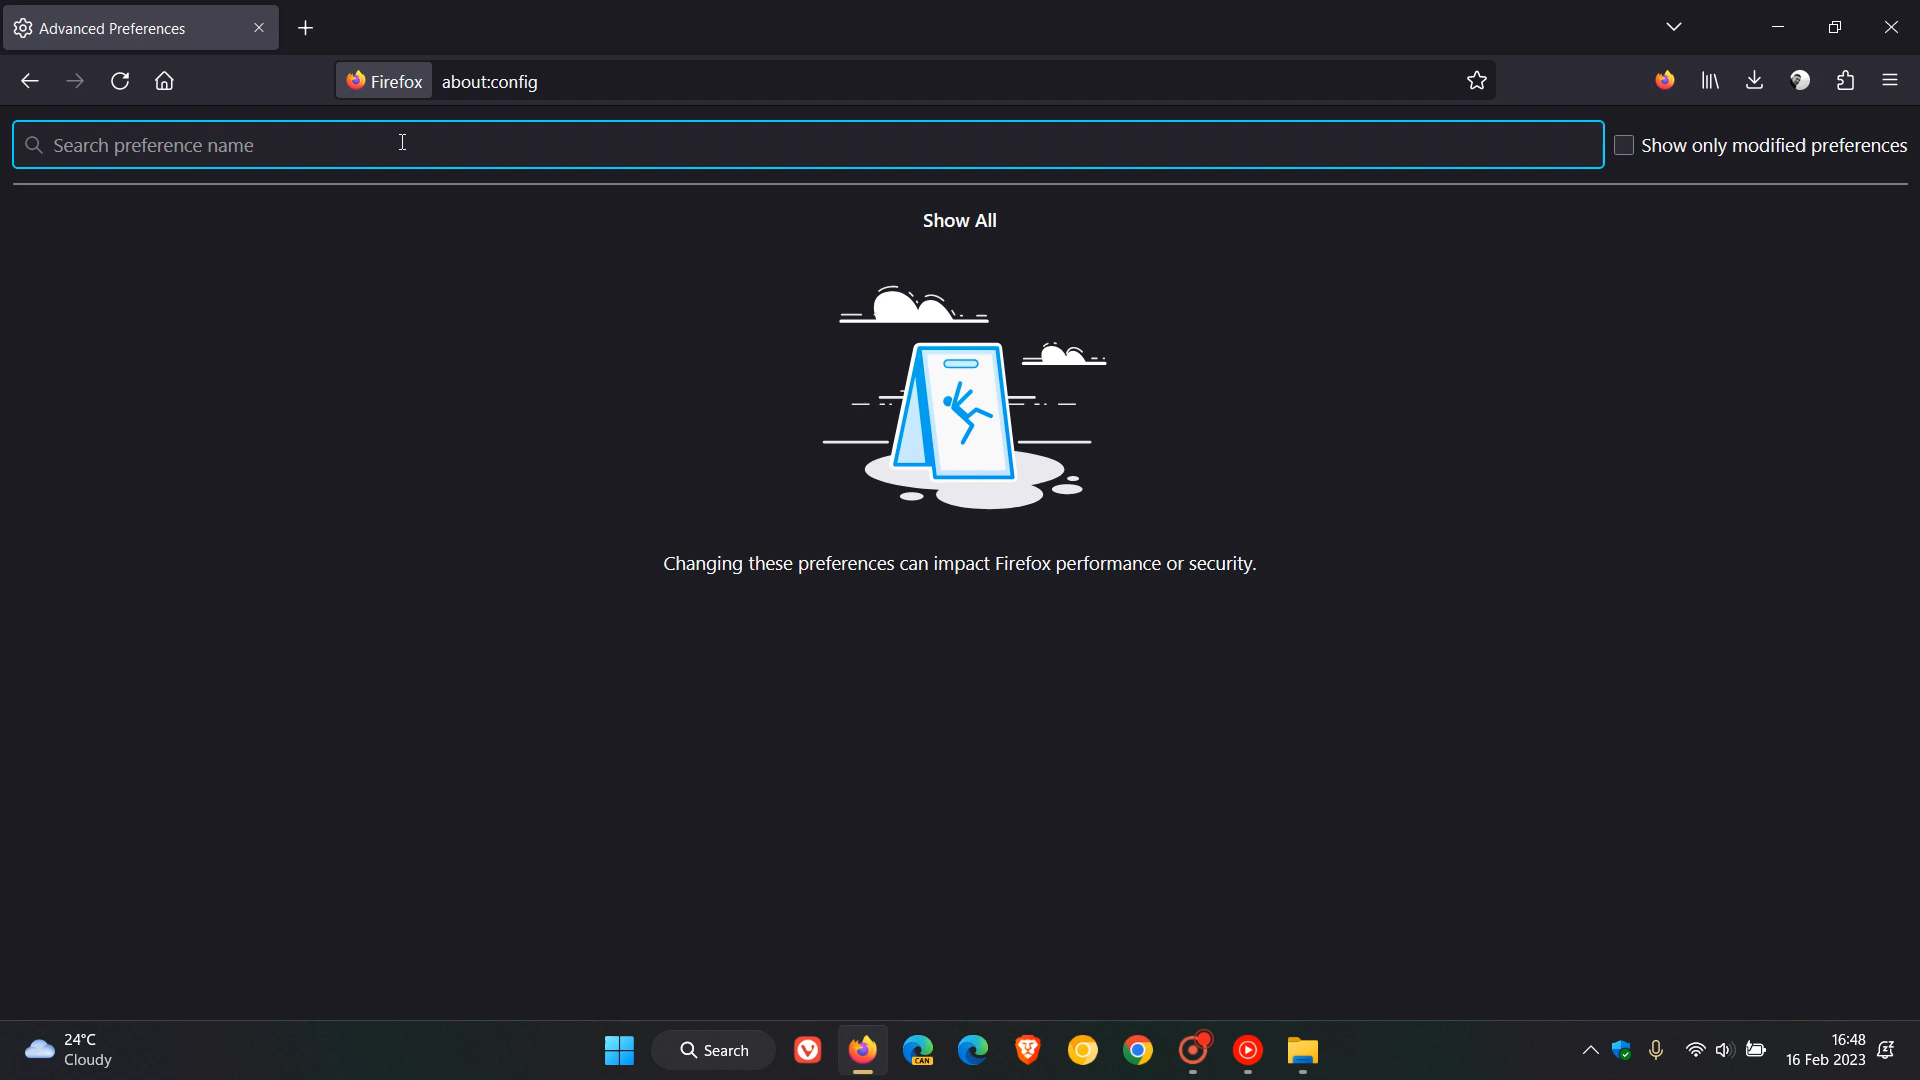 Advanced Preferences
Firefox about:config
Search preference name
Show only modified preferences
Show All
Changing these preferences can impact Firefox performance or security.
24°C
Cloudy
Search
CAN
16:48
16 Feb 2023